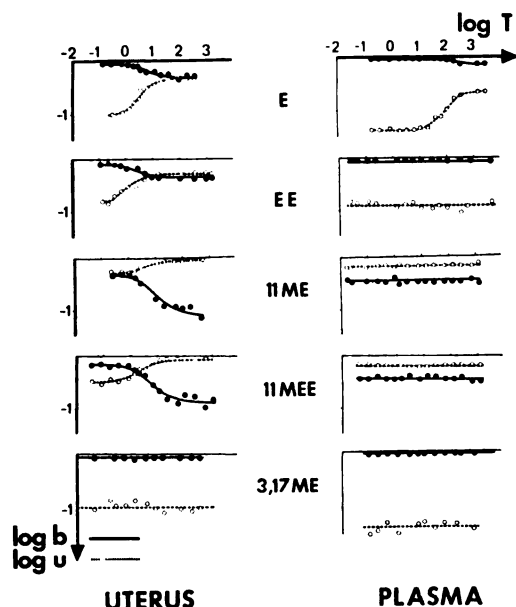 log T
-2 -1 0 1 2 3
-2 -1 0 1 2 3
-1
E
-1
EE
-1
11ME
-1
11MEE
-1
3,17ME
log b
log u
UTERUS PLASMA